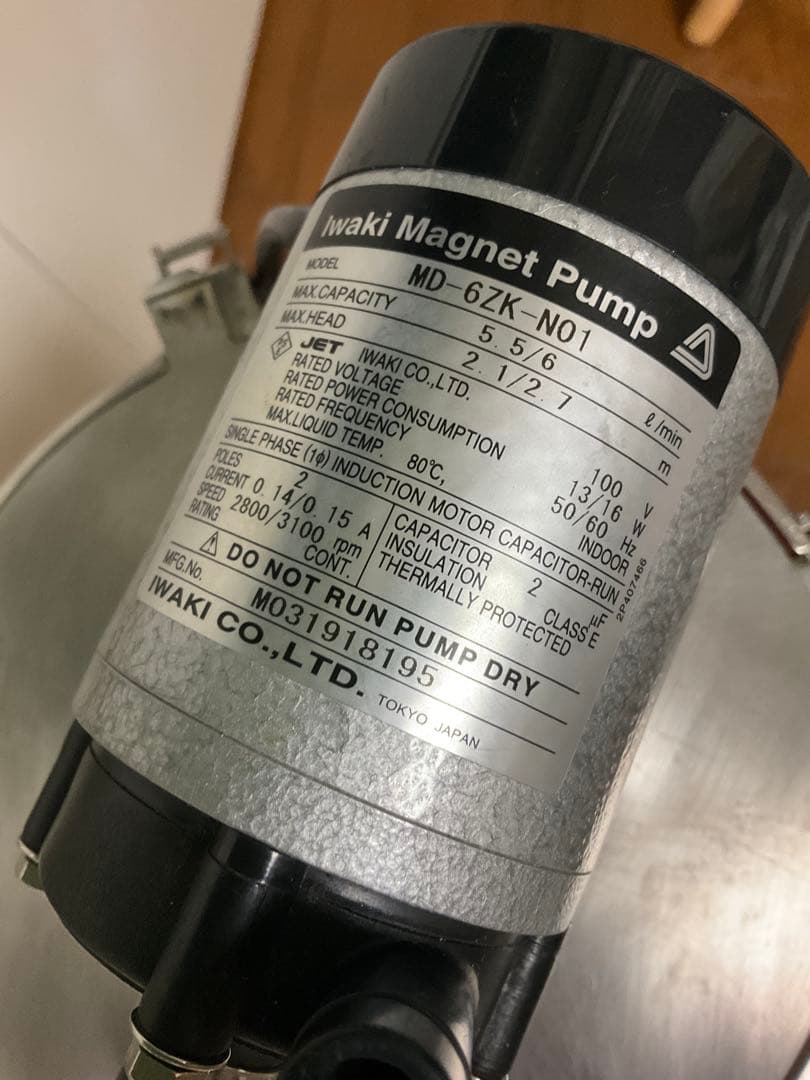 Iwaki Magnet Pump
MODEL MD-6ZK-N01
MAX.CAPACITY 5.5/6 ℓ/min
MAX.HEAD 2.1/2.7 m
JET IWAKI CO.,LTD.
RATED VOLTAGE 100 V
RATED POWER CONSUMPTION 13/16 W
RATED FREQUENCY 50/60 Hz
MAX.LIQUID TEMP. 80℃, INDOOR
SINGLE PHASE (1ϕ) INDUCTION MOTOR CAPACITOR-RUN
POLES 2 CAPACITOR 2 μF
CURRENT 0.14/0.15 A INSULATION CLASS E
SPEED 2800/3100 rpm THERMALLY PROTECTED
RATING CONT.
2P407466
⚠ DO NOT RUN PUMP DRY
MFG.No. M031918195
IWAKI CO.,LTD. TOKYO JAPAN